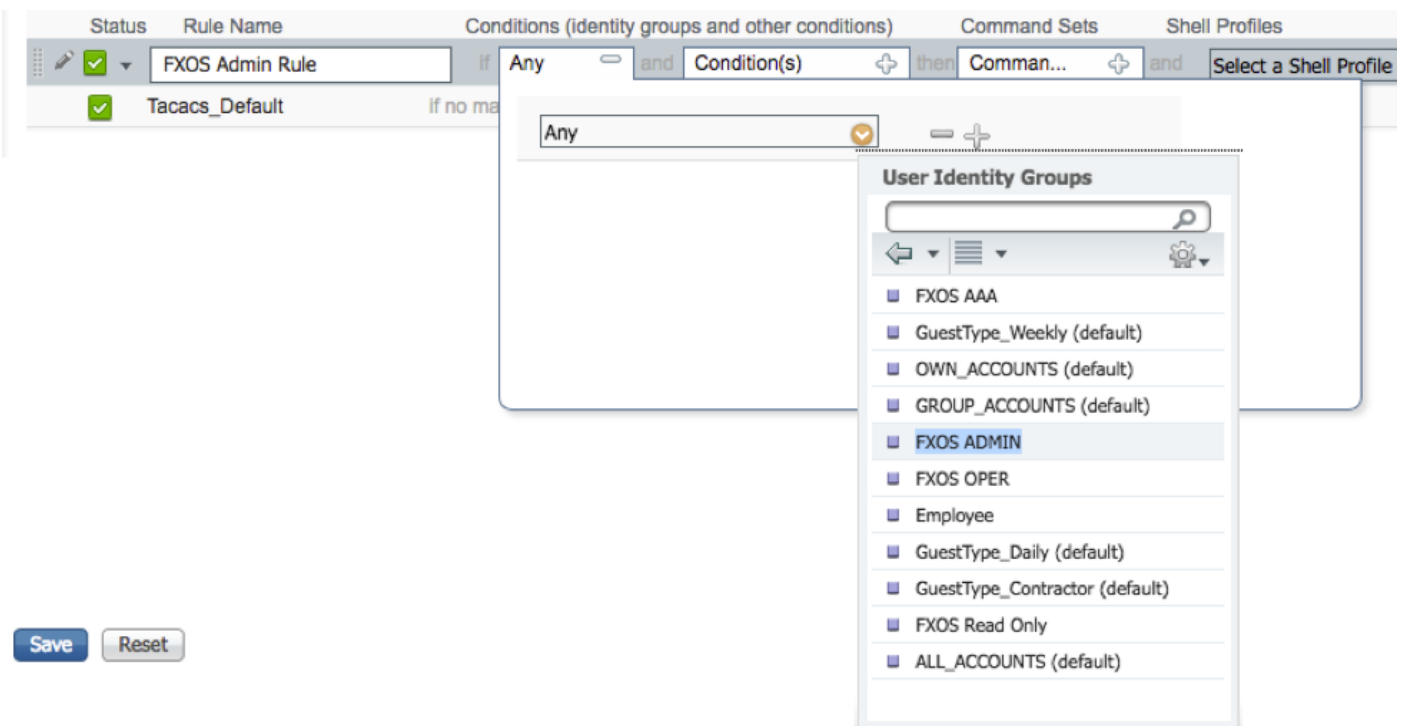 Status Rule Name Conditions (identity groups and other conditions) Command Sets Shell Profiles
FXOS Admin Rule if Any and Condition(s) then Comman... and Select a Shell Profile
Tacacs_Default if no ma
Any
User Identity Groups
FXOS AAA
GuestType_Weekly (default)
OWN_ACCOUNTS (default)
GROUP_ACCOUNTS (default)
FXOS ADMIN
FXOS OPER
Employee
GuestType_Daily (default)
GuestType_Contractor (default)
FXOS Read Only
ALL_ACCOUNTS (default)
Save Reset